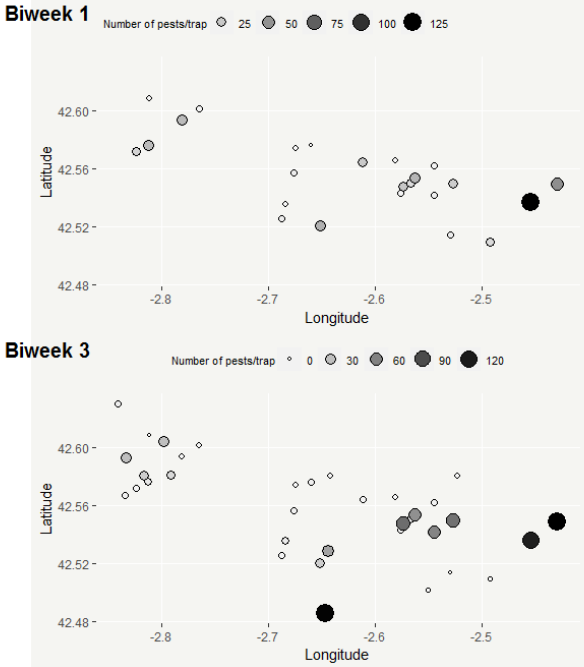 Biweek 1
Number of pests/trap 25 50 75 100 125
42.60
42.56
42.52
42.48
Latitude
-2.8 -2.7 -2.6 -2.5
Longitude
Biweek 3
Number of pests/trap 0 30 60 90 120
42.60
42.56
42.52
42.48
Latitude
-2.8 -2.7 -2.6 -2.5
Longitude